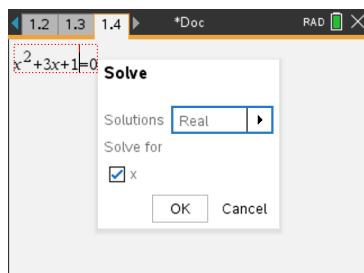 1.2 1.3 1.4 *Doc RAD
x²+3x+1=0
Solve
Solutions Real
Solve for
x
OK Cancel